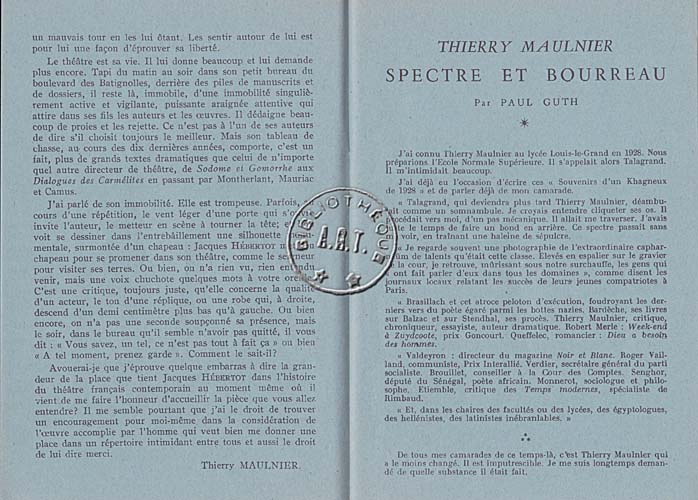 un mauvais tour en les lui ôtant. Les sentir autour de lui est
pour lui une façon d'éprouver sa liberté.
Le théâtre est sa vie. Il lui donne beaucoup et lui demande
plus encore. Tapi du matin au soir dans son petit bureau du
boulevard des Batignolles, derrière des piles de manuscrits et
de dossiers, il reste là, immobile, d'une immobilité singuliè-
rement active et vigilante, puissante araignée attentive qui
attire dans ses fils les auteurs et les œuvres. Il dédaigne beau-
coup de proies et les rejette. Ce n'est pas à l'un de ses auteurs
de dire s'il choisit toujours le meilleur. Mais son tableau de
chasse, au cours des dix dernières années, comporte, c'est un
fait, plus de grands textes dramatiques que celui de n'importe
quel autre directeur de théâtre, de Sodome et Gomorrhe aux
Dialogues des Carmélites en passant par Montherlant, Mauriac
et Camus.
J'ai parlé de son immobilité. Elle est trompeuse. Parfois,
cours d'une répétition, le vent léger d'une porte qui
invite l'auteur, le metteur en scène à tourner la tête;
voit se dessiner dans l'entrebâillement une silhouette
mentale, surmontée d'un chapeau : Jacques HÉBERTOT
chapeau pour se promener dans son théâtre, comme le
pour visiter ses terres. Ou bien, on n'a rien vu, rien
venir, mais une voix chuchote quelques mots à votre
C'est une critique, toujours juste, qu'elle concerne la
d'un acteur, le ton d'une réplique, ou une robe qui, à droite,
descend d'un demi centimètre plus bas qu'à gauche. Ou bien
encore, on n'a pas une seconde soupçonné sa présence, mais
le soir, dans le bureau qu'il semble n'avoir pas quitté, il vous
dit : « Vous savez, un tel, ce n'est pas tout à fait ça » ou bien
« A tel moment, prenez garde ». Comment le sait-il?
Avouerai-je que j'éprouve quelque embarras à dire la gran-
deur de la place que tient Jacques HÉBERTOT dans l'histoire
du théâtre français contemporain au moment même où il
vient de me faire l'honneur d'accueillir la pièce que vous allez
entendre? Il me semble pourtant que j'ai le droit de trouver
un encouragement pour moi-même dans la considération de
l'œuvre accomplie par l'homme qui veut bien me donner une
place dans un répertoire intimidant entre tous et aussi le droit
de lui dire merci.
Thierry MAULNIER.
BIBLIOTHÈQUE
A.R.T.
THIERRY MAULNIER
SPECTRE ET BOURREAU
Par PAUL GUTH
J'ai connu Thierry Maulnier au lycée Louis-le-Grand en 1928. Nous
préparions l'Ecole Normale Supérieure. Il s'appelait alors Talagrand.
Il m'intimidait beaucoup.
J'ai déjà eu l'occasion d'écrire ces « Souvenirs d'un Khagneux
de 1928 » et de parler déjà de mon camarade.
« Talagrand, qui deviendra plus tard Thierry Maulnier, déambu-
lait comme un somnambule. Je croyais entendre cliqueter ses os. Il
procédait vers moi, d'un pas mécanique. Il allait me traverser. J'avais
le temps de faire un bond en arrière. Ce spectre passait sans
voir, en traînant une haleine de sépulcre.
Je regarde souvent une photographie de l'extraordinaire caphar-
naüm de talents qu'était cette classe. Elevés en espalier sur le gravier
la cour, je retrouve, mûrissant sous notre surchauffe, les gens qui
ont fait parler d'eux dans tous les domaines », comme disent les
journaux locaux relatant les succès de leurs jeunes compatriotes à
Paris.
« Brasillach et cet atroce peloton d'exécution, foudroyant les der-
niers vers du poète égaré parmi les bottes nazies. Bardèche, ses livres
sur Balzac et sur Stendhal, ses procès. Thierry Maulnier, critique,
chroniqueur, essayiste, auteur dramatique. Robert Merle : Week-end
à Zuydcoote, prix Goncourt. Queffelec, romancier : Dieu a besoin
des hommes.
« Valdeyron : directeur du magazine Noir et Blanc. Roger Vail-
land, communiste, Prix Interallié. Verdier, secrétaire général du parti
socialiste. Brouillet, conseiller à la Cour des Comptes. Senghor,
député du Sénégal, poète africain. Monnerot, sociologue et philo-
sophe. Etiemble, critique des Temps modernes, spécialiste de
Rimbaud.
« Et, dans les chaires des facultés ou des lycées, des égyptologues,
des hellénistes, des latinistes inébranlables. »
De tous mes camarades de ce temps-là, c'est Thierry Maulnier qui
a le moins changé. Il est imputrescible. Je me suis longtemps deman-
dé de quelle substance il était fait.